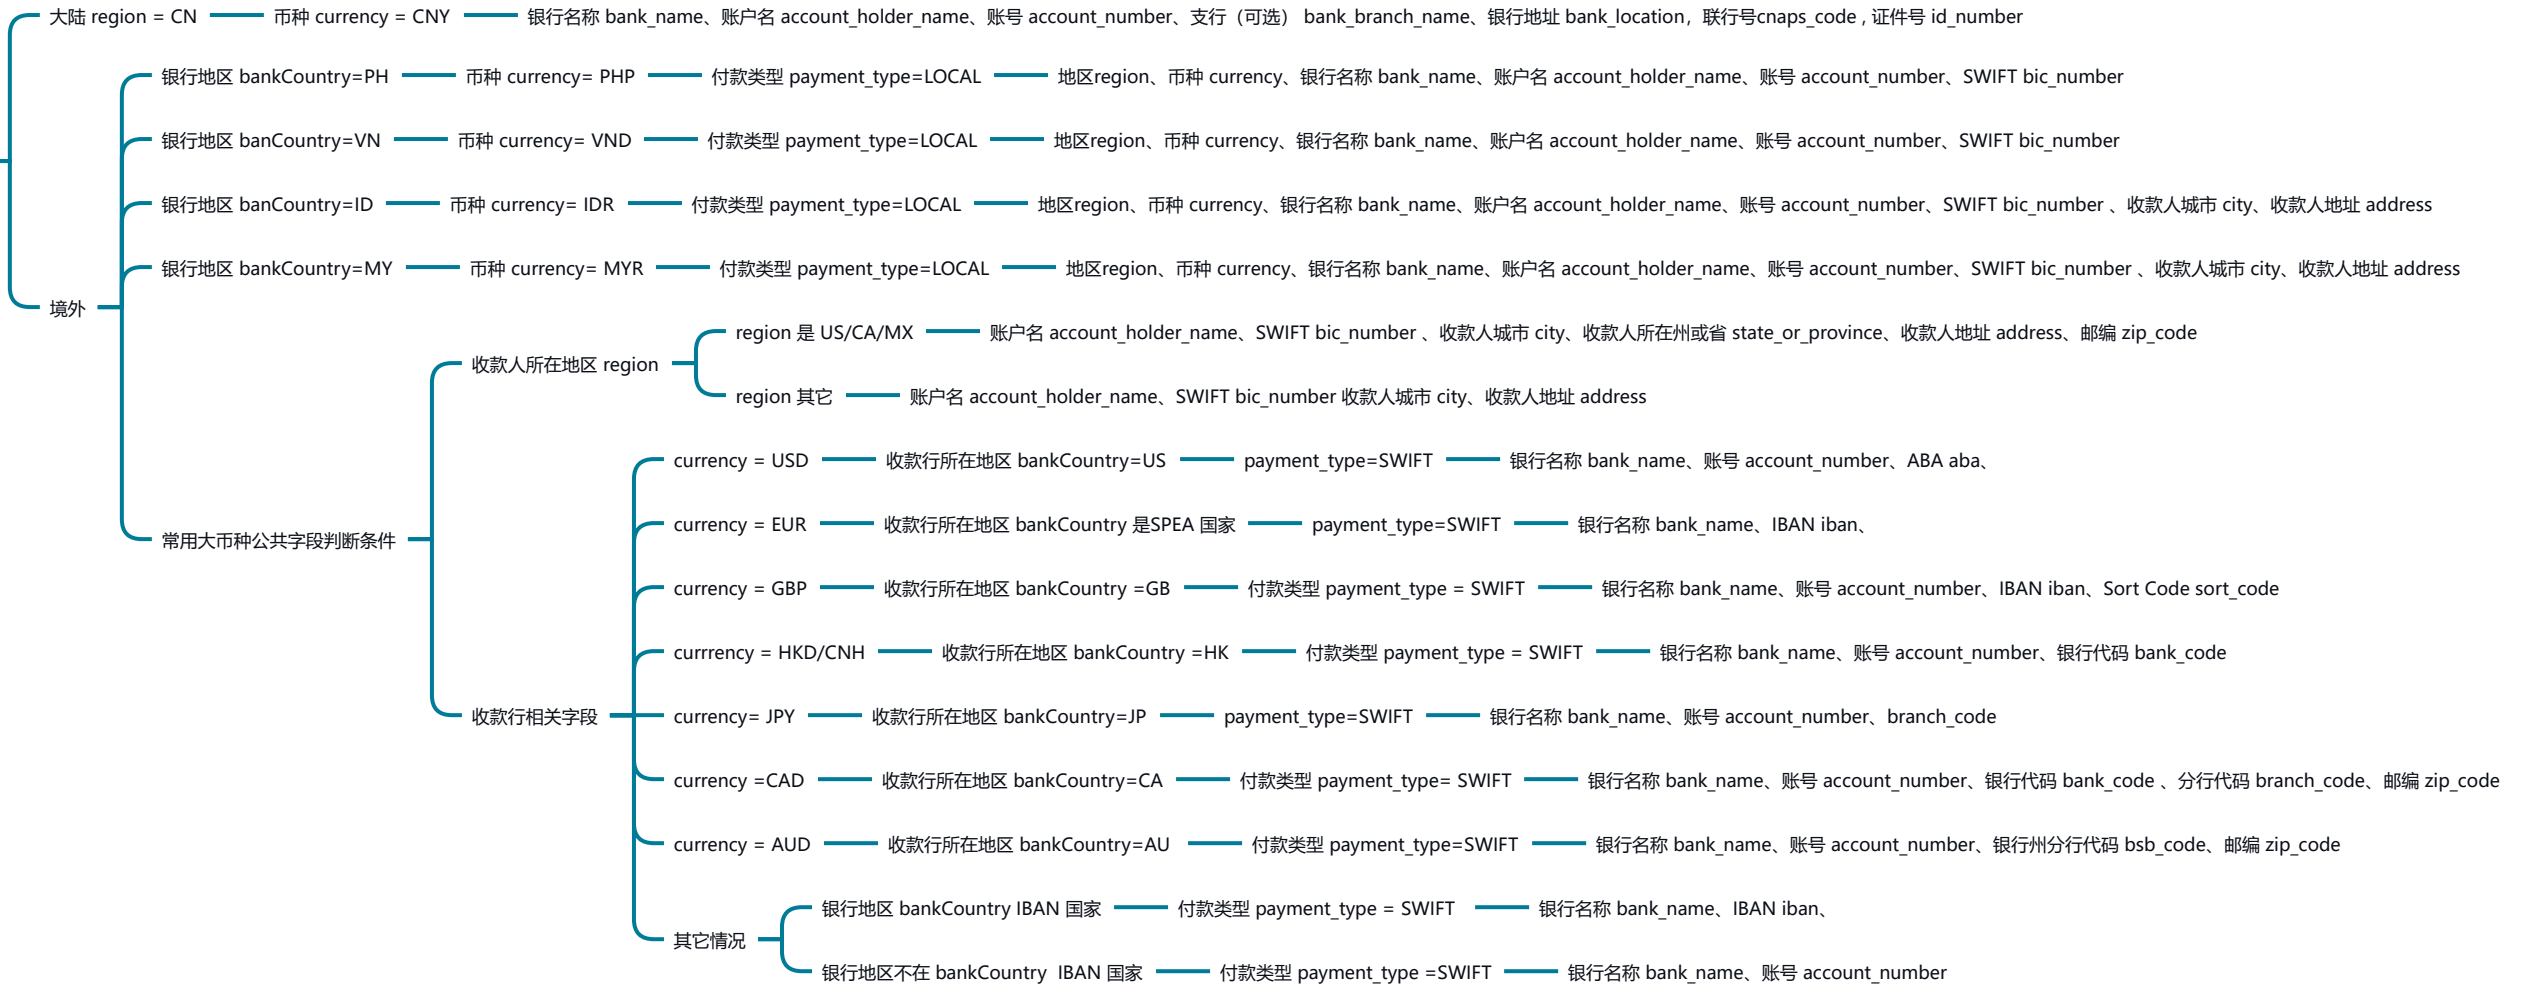 大陆 region = CN 币种 currency = CNY 银行名称 bank_name、账户名 account_holder_name、账号 account_number、支行（可选） bank_branch_name、银行地址 bank_location，联行号cnaps_code , 证件号 id_number
银行地区 bankCountry=PH 币种 currency= PHP 付款类型 payment_type=LOCAL 地区region、币种 currency、银行名称 bank_name、账户名 account_holder_name、账号 account_number、SWIFT bic_number
银行地区 banCountry=VN 币种 currency= VND 付款类型 payment_type=LOCAL 地区region、币种 currency、银行名称 bank_name、账户名 account_holder_name、账号 account_number、SWIFT bic_number
银行地区 banCountry=ID 币种 currency= IDR 付款类型 payment_type=LOCAL 地区region、币种 currency、银行名称 bank_name、账户名 account_holder_name、账号 account_number、SWIFT bic_number 、收款人城市 city、收款人地址 address
银行地区 bankCountry=MY 币种 currency= MYR 付款类型 payment_type=LOCAL 地区region、币种 currency、银行名称 bank_name、账户名 account_holder_name、账号 account_number、SWIFT bic_number 、收款人城市 city、收款人地址 address
境外
region 是 US/CA/MX 账户名 account_holder_name、SWIFT bic_number 、收款人城市 city、收款人所在州或省 state_or_province、收款人地址 address、邮编 zip_code
收款人所在地区 region
region 其它 账户名 account_holder_name、SWIFT bic_number 收款人城市 city、收款人地址 address
currency = USD 收款行所在地区 bankCountry=US payment_type=SWIFT 银行名称 bank_name、账号 account_number、ABA aba、
currency = EUR 收款行所在地区 bankCountry 是SPEA 国家 payment_type=SWIFT 银行名称 bank_name、IBAN iban、
常用大币种公共字段判断条件
currency = GBP 收款行所在地区 bankCountry =GB 付款类型 payment_type = SWIFT 银行名称 bank_name、账号 account_number、IBAN iban、Sort Code sort_code
currrency = HKD/CNH 收款行所在地区 bankCountry =HK 付款类型 payment_type = SWIFT 银行名称 bank_name、账号 account_number、银行代码 bank_code
收款行相关字段 currency= JPY 收款行所在地区 bankCountry=JP payment_type=SWIFT 银行名称 bank_name、账号 account_number、branch_code
currency =CAD 收款行所在地区 bankCountry=CA 付款类型 payment_type= SWIFT 银行名称 bank_name、账号 account_number、银行代码 bank_code 、分行代码 branch_code、邮编 zip_code
currency = AUD 收款行所在地区 bankCountry=AU 付款类型 payment_type=SWIFT 银行名称 bank_name、账号 account_number、银行州分行代码 bsb_code、邮编 zip_code
银行地区 bankCountry IBAN 国家 付款类型 payment_type = SWIFT 银行名称 bank_name、IBAN iban、
其它情况
银行地区不在 bankCountry IBAN 国家 付款类型 payment_type =SWIFT 银行名称 bank_name、账号 account_number